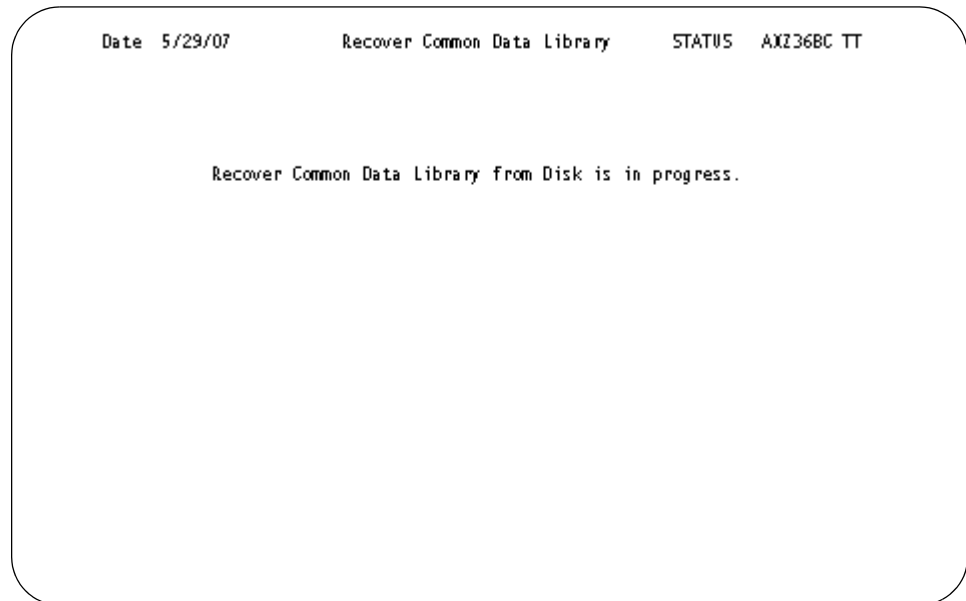 Date 5/29/07 Recover Common Data Library STATUS AXZ36BC TT
Recover Common Data Library from Disk is in progress.